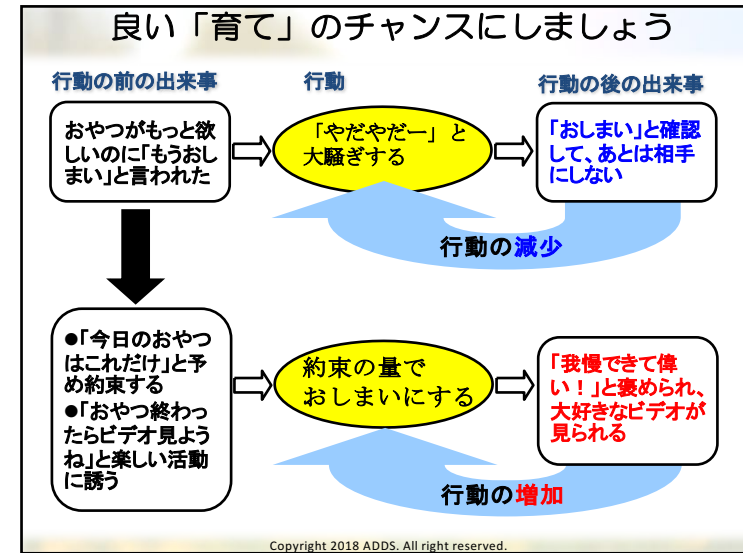 良い「育て」のチャンスにしましょう
行動の前の出来事
行動
行動の後の出来事
おやつがもっと欲
しいのに「もうおし
まい」と言われた
「やだやだー」と
大騒ぎする
「おしまい」と確認
して、あとは相手
にしない
行動の減少
●「今日のおやつ
はこれだけ」と予
め約束する
●「おやつ終わっ
たらビデオ見よう
ね」と楽しい活動
に誘う
約束の量で
おしまいにする
「我慢できて偉
い！」と褒められ、
大好きなビデオが
見られる
行動の増加
Copyright 2018 ADDS. All right reserved.